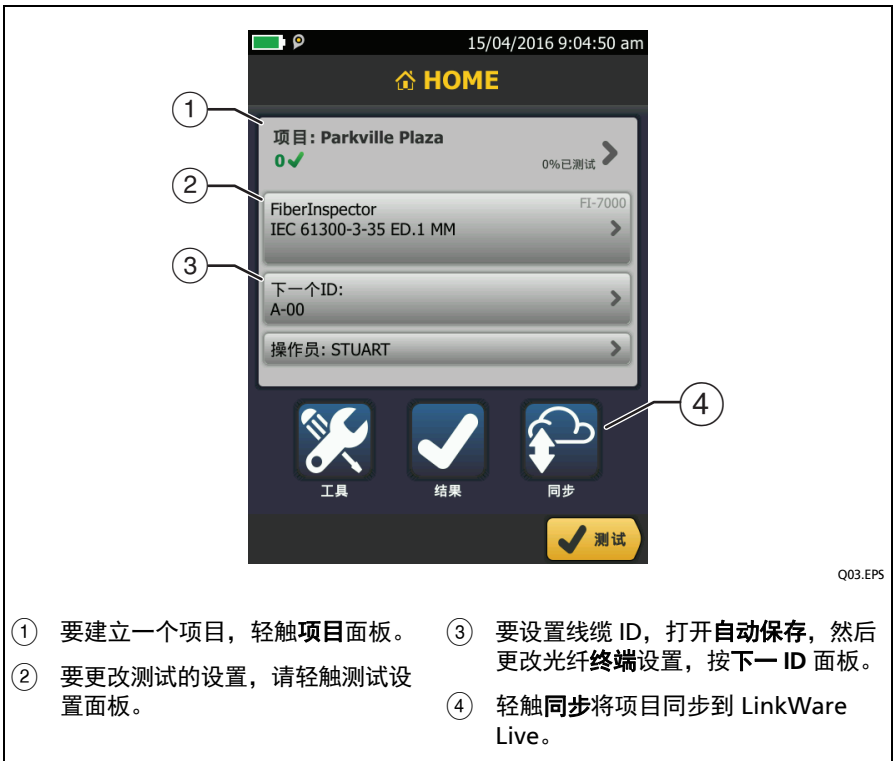 15/04/2016 9:04:50 am
HOME
1
项目: Parkville Plaza
0
0%已测试
2
FiberInspector
FI-7000
IEC 61300-3-35 ED.1 MM
3
下一个ID:
A-00
操作员: STUART
4
工具
结果
同步
测试
Q03.EPS
1 要建立一个项目，轻触项目面板。
2 要更改测试的设置，请轻触测试设
置面板。
3 要设置线缆 ID，打开自动保存，然后
更改光纤终端设置，按下一 ID 面板。
4 轻触同步将项目同步到 LinkWare
Live。